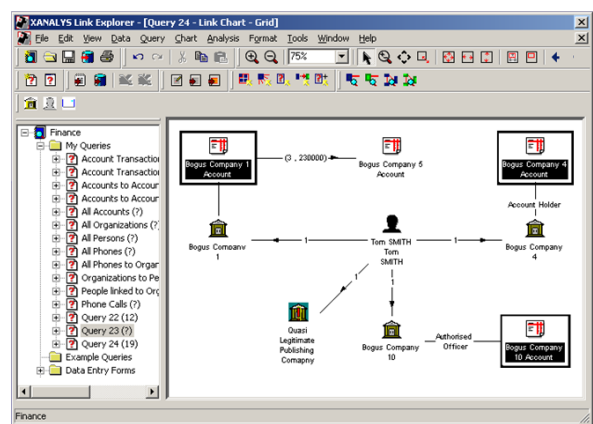 XANALYS Link Explorer - [Query 24 - Link Chart - Grid]
File Edit View Data Query Chart Analysis Format Tools Window Help
75%
Finance
My Queries
Account Transaction
Account Transaction
Accounts to Accour
Accounts to Accour
All Accounts (?)
All Organizations (?)
All Persons (?)
All Phones (?)
All Phones to Organ
Organizations to Pe
People linked to Org
Phone Calls (?)
Query 22 (12)
Query 23 (?)
Query 24 (19)
Example Queries
Data Entry Forms
Bogus Company 1
Account
(3 , 230000)
Bogus Company 5
Account
Bogus Company 4
Account
Account Holder
Bogus Company
1
1
Tom SMITH
Tom
SMITH
1
Bogus Company
4
1
1
Quasi
Legitimate
Publishing
Comapny
Bogus Company
10
Authorised
Officer
Bogus Company
10 Account
Finance